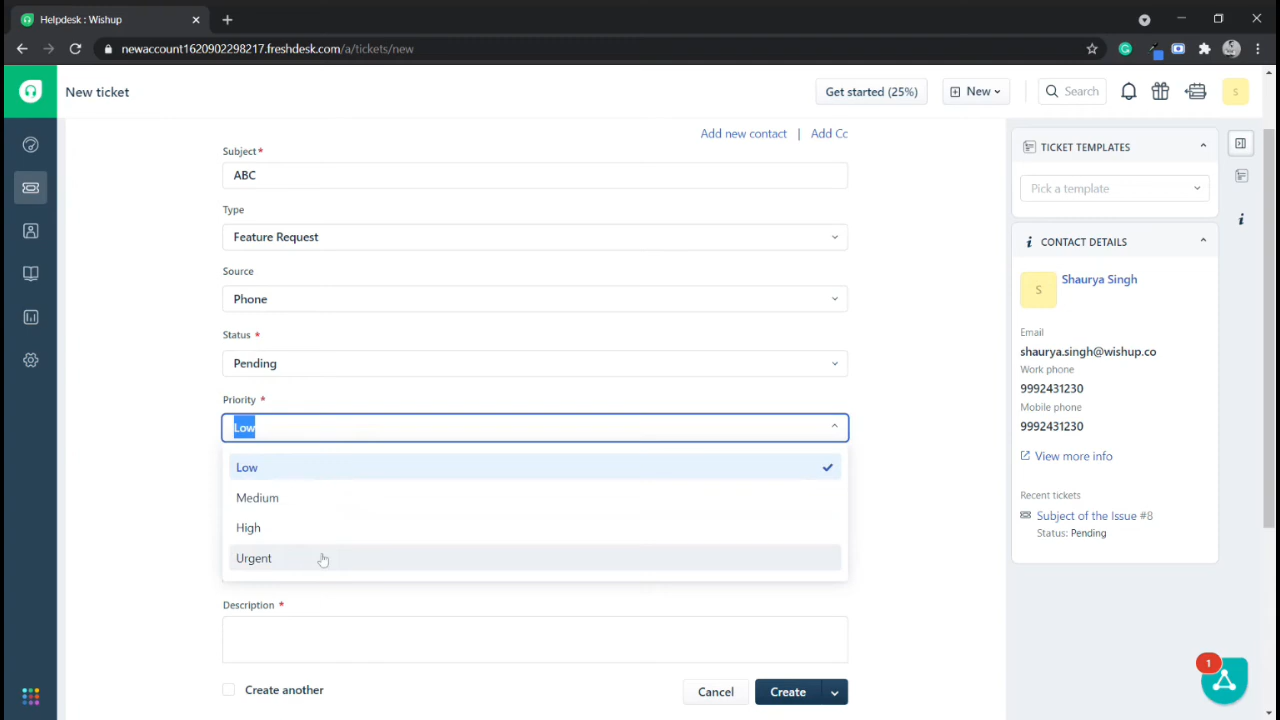 Helpdesk : Wishup
newaccount1620902298217.freshdesk.com/a/tickets/new
New ticket
Get started (25%)
New
Search
S
Add new contact | Add Cc
Subject*
ABC
Type
Feature Request
Source
Phone
Status *
Pending
Priority *
Low
Low
Medium
High
Urgent
Description *
Create another
Cancel
Create
TICKET TEMPLATES
Pick a template
CONTACT DETAILS
S
Shaurya Singh
Email
shaurya.singh@wishup.co
Work phone
9992431230
Mobile phone
9992431230
View more info
Recent tickets
Subject of the Issue #8
Status: Pending
1